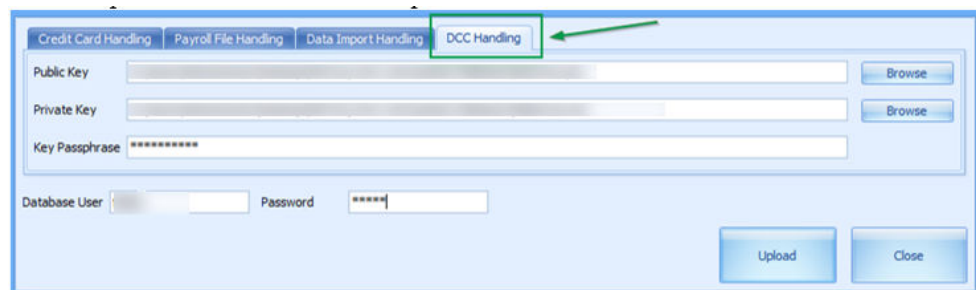 Credit Card Handling Payroll File Handling Data Import Handling DCC Handling
Public Key Browse
Private Key Browse
Key Passphrase **********
Database User Password *****
Upload Close